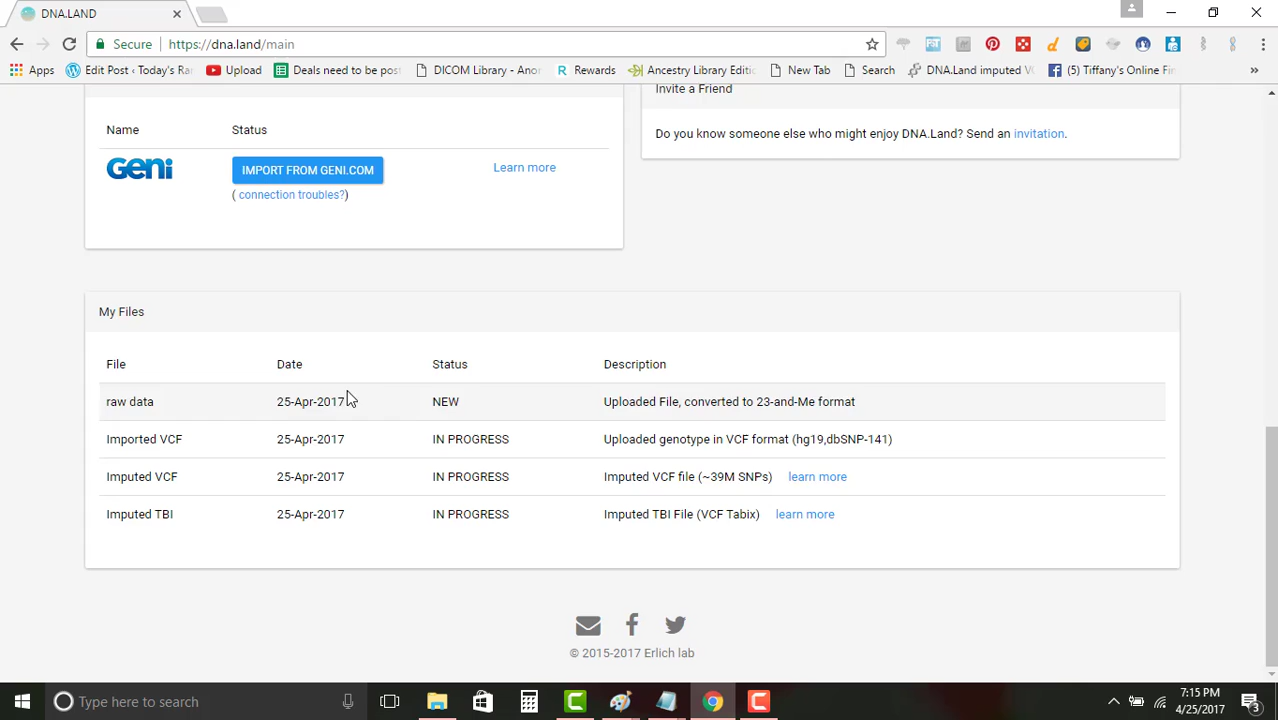 DNA.LAND
Secure https://dna.land/main
Apps Edit Post ‹ Today's Ra Upload Deals need to be post DICOM Library - Anon Rewards Ancestry Library Editi New Tab Search DNA.Land imputed VC (5) Tiffany's Online Fin »
Invite a Friend
Name Status
Do you know someone else who might enjoy DNA.Land? Send an invitation.
Geni IMPORT FROM GENI.COM Learn more
( connection troubles?)
My Files
File Date Status Description
raw data 25-Apr-2017 NEW Uploaded File, converted to 23-and-Me format
Imported VCF 25-Apr-2017 IN PROGRESS Uploaded genotype in VCF format (hg19,dbSNP-141)
Imputed VCF 25-Apr-2017 IN PROGRESS Imputed VCF file (~39M SNPs) learn more
Imputed TBI 25-Apr-2017 IN PROGRESS Imputed TBI File (VCF Tabix) learn more
© 2015-2017 Erlich lab
Type here to search
7:15 PM
4/25/2017
3